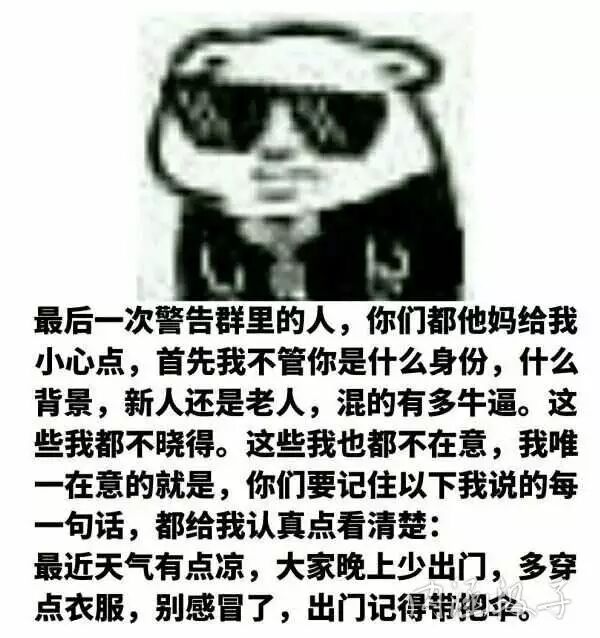 最后一次警告群里的人，你们都他妈给我
小心点，首先我不管你是什么身份，什么
背景，新人还是老人，混的有多牛逼。这
些我都不晓得。这些我也都不在意，我唯
一在意的就是，你们要记住以下我说的每
一句话，都给我认真点看清楚：
最近天气有点凉，大家晚上少出门，多穿
点衣服，别感冒了，出门记得带把伞。